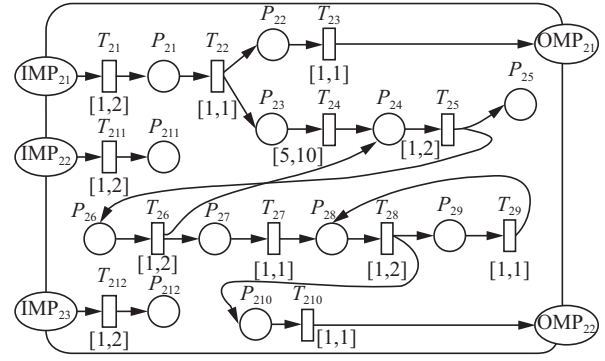 P₂₂ T₂₃
T₂₁ P₂₁ T₂₂ OMP₂₁
IMP₂₁ P₂₅
[1,1]
[1,2] [1,1] P₂₃ T₂₄ P₂₄ T₂₅
T₂₁₁ P₂₁₁
IMP₂₂ [5,10] [1,2]
[1,2]
P₂₆ T₂₆ P₂₇ T₂₇ P₂₈ T₂₈ P₂₉ T₂₉
[1,2] [1,1] [1,2] [1,1]
T₂₁₂ P₂₁₂ P₂₁₀ T₂₁₀
IMP₂₃ OMP₂₂
[1,2] [1,1]